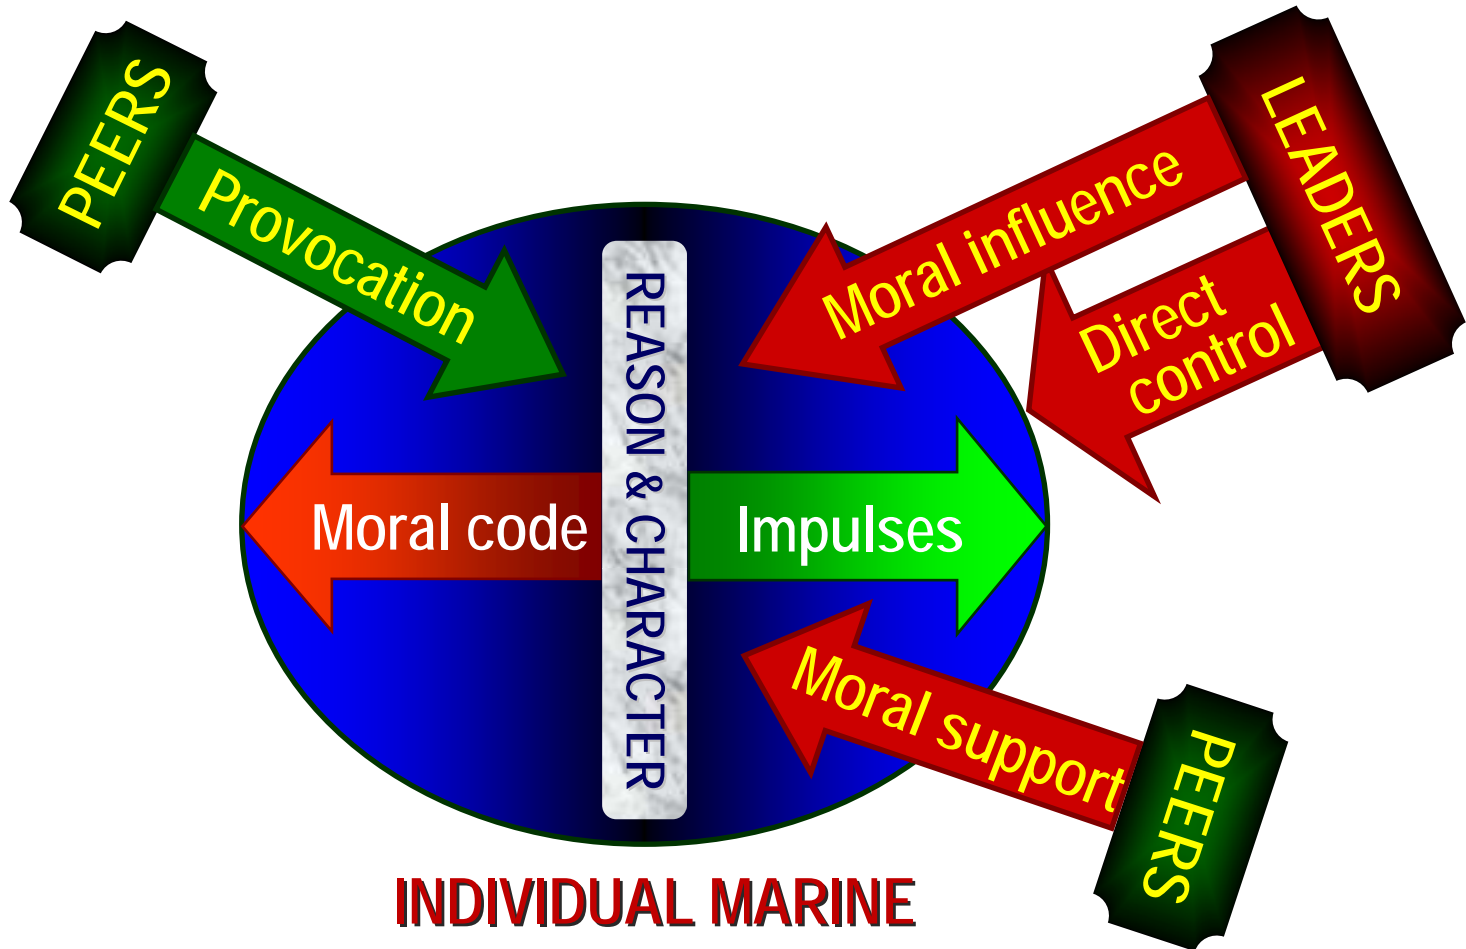 PEERS
Provocation
LEADERS
Moral influence
Direct
control
REASON & CHARACTER
Moral code
Impulses
Moral support
PEERS
INDIVIDUAL MARINE